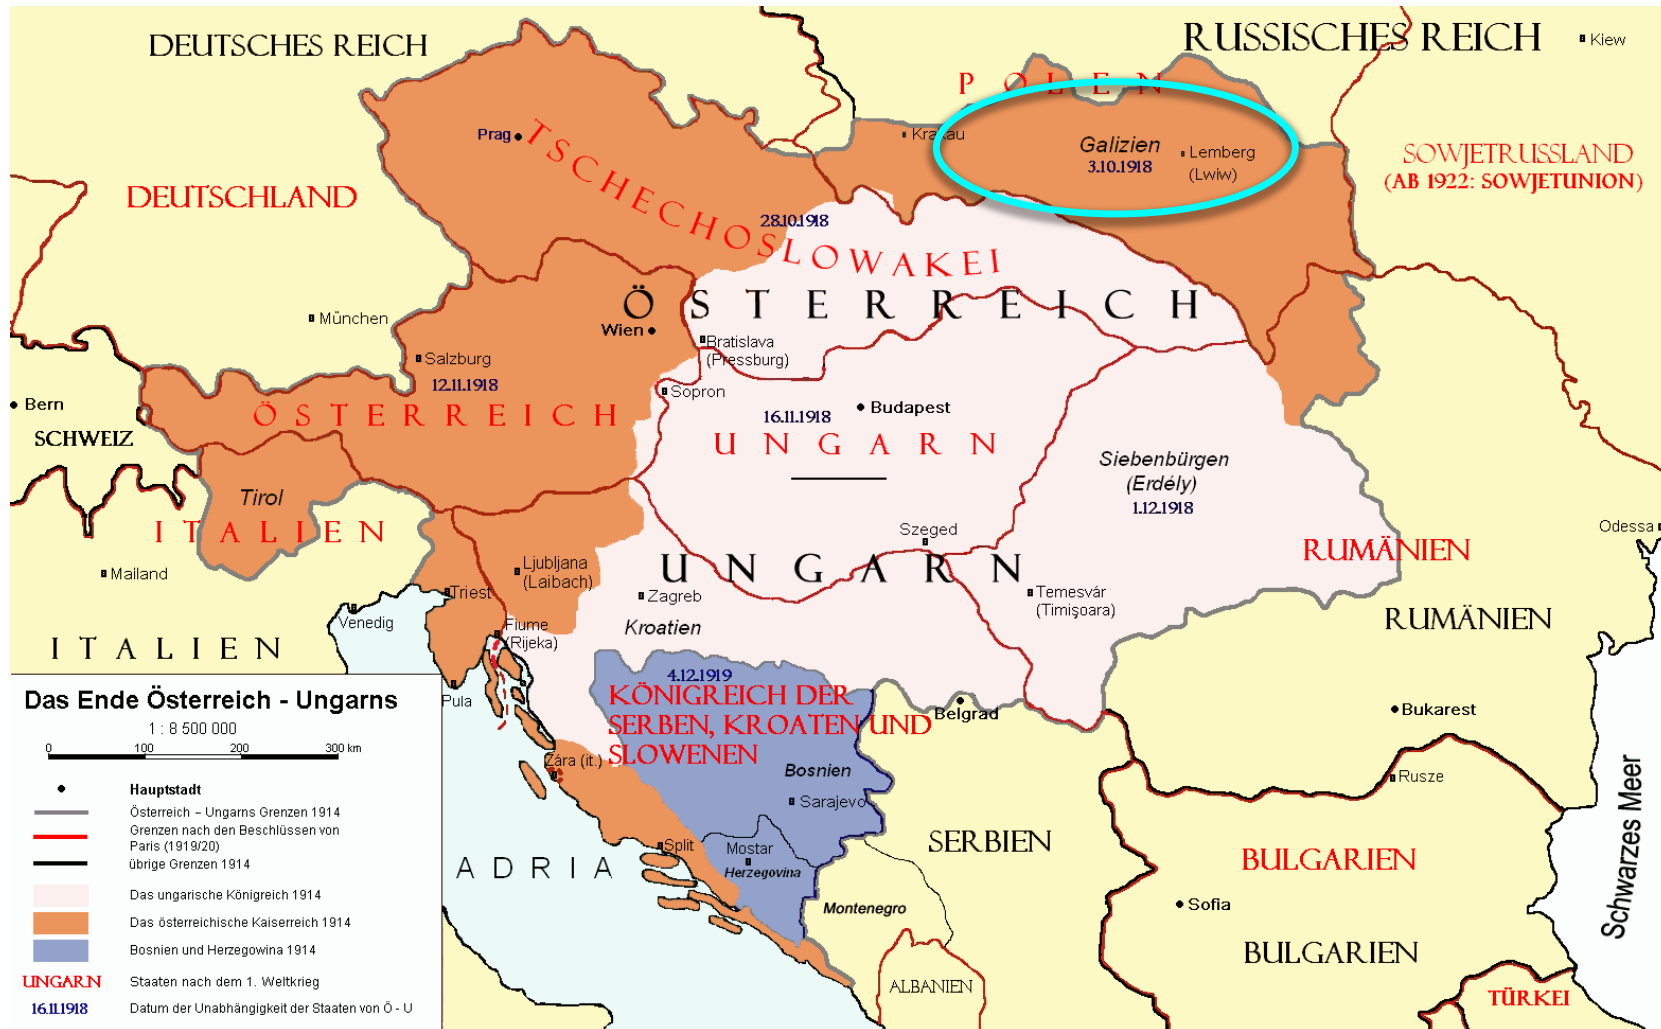 DEUTSCHES REICH
RUSSISCHES REICH
Kiew
POLEN
Krakau
Prag
Galizien
3.10.1918
Lemberg
(Lwiw)
SOWJETRUSSLAND
(AB 1922: SOWJETUNION)
DEUTSCHLAND
TSCHECHOSLOWAKEI
28.10.1918
ÖSTERREICH
München
Wien
Bratislava
(Pressburg)
Salzburg
12.11.1918
Sopron
Bern
ÖSTERREICH
16.11.1918
Budapest
SCHWEIZ
UNGARN
Siebenbürgen
(Erdély)
1.12.1918
Tirol
ITALIEN
Szeged
Odessa
RUMÄNIEN
Mailand
Ljubljana
(Laibach)
UNGARN
Triest
Zagreb
Temesvár
(Timişoara)
Venedig
Fiume
(Rijeka)
Kroatien
RUMÄNIEN
ITALIEN
4.12.1919
KÖNIGREICH DER
SERBEN, KROATEN UND
SLOWENEN
Pula
Belgrad
Bukarest
Zára (it.)
Bosnien
Sarajevo
Rusze
Schwarzes Meer
SERBIEN
Split
Mostar
Herzegovina
ADRIA
BULGARIEN
Montenegro
Sofia
BULGARIEN
ALBANIEN
TÜRKEI
Das Ende Österreich - Ungarns
1 : 8 500 000
0 100 200 300 km
Hauptstadt
Österreich – Ungarns Grenzen 1914
Grenzen nach den Beschlüssen von
Paris (1919/20)
übrige Grenzen 1914
Das ungarische Königreich 1914
Das österreichische Kaiserreich 1914
Bosnien und Herzegowina 1914
UNGARN Staaten nach dem 1. Weltkrieg
16.11.1918 Datum der Unabhängigkeit der Staaten von Ö - U